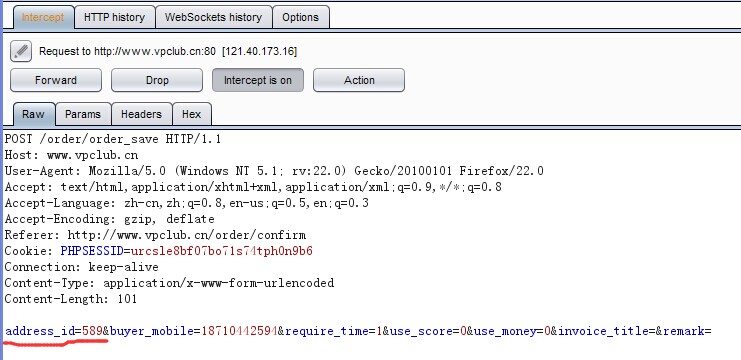 Intercept HTTP history WebSockets history Options
Request to http://www.vpclub.cn:80 [121.40.173.16]
Forward Drop Intercept is on Action
Raw Params Headers Hex
POST /order/order_save HTTP/1.1
Host: www.vpclub.cn
User-Agent: Mozilla/5.0 (Windows NT 5.1; rv:22.0) Gecko/20100101 Firefox/22.0
Accept: text/html,application/xhtml+xml,application/xml;q=0.9,*/*;q=0.8
Accept-Language: zh-cn,zh;q=0.8,en-us;q=0.5,en;q=0.3
Accept-Encoding: gzip, deflate
Referer: http://www.vpclub.cn/order/confirm
Cookie: PHPSESSID=urcsle8bf07bo71s74tph0n9b6
Connection: keep-alive
Content-Type: application/x-www-form-urlencoded
Content-Length: 101
address_id=589&buyer_mobile=18710442594&require_time=1&use_score=0&use_money=0&invoice_title=&remark=